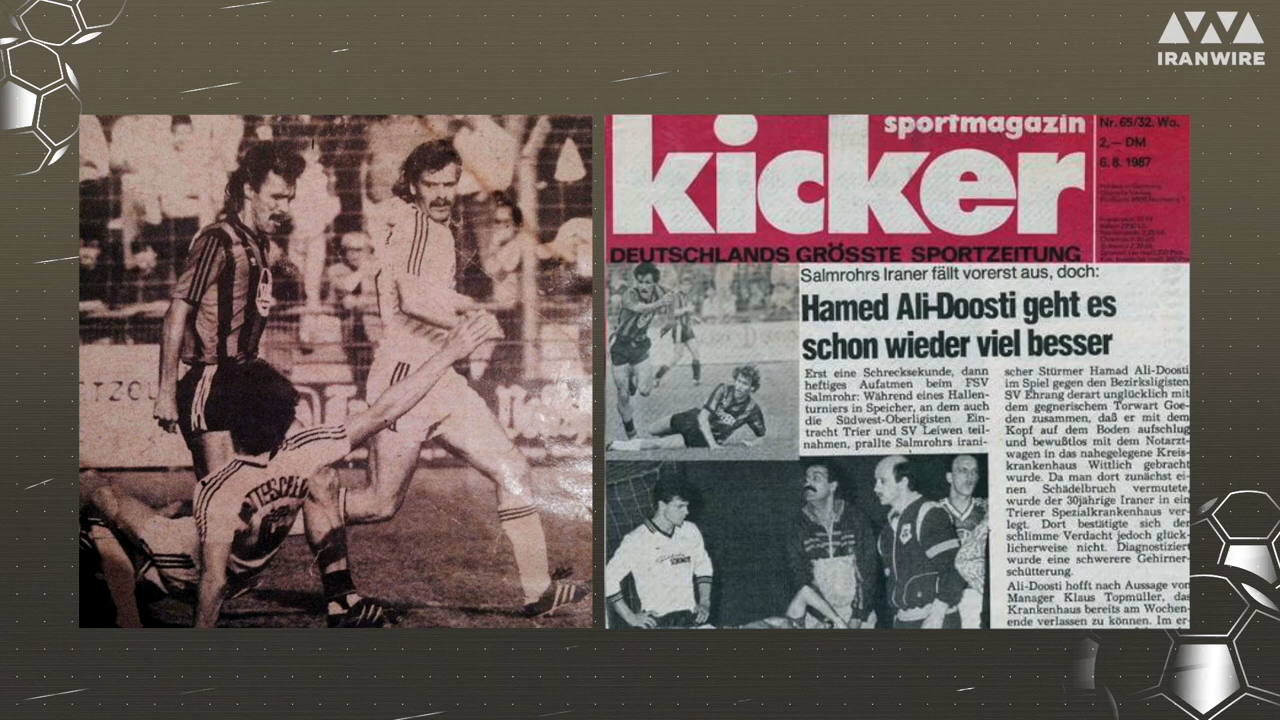 IRANWIRE
sportmagazin
kicker
DEUTSCHLANDS GRÖSSTE SPORTZEITUNG
Nr. 65/32. Wo.
2,— DM
6. 8. 1987
Salmrohrs Iraner fällt vorerst aus, doch:
Hamed Ali-Doosti geht es
schon wieder viel besser
Erst eine Schrecksekunde, dann
heftiges Aufatmen beim FSV
Salmrohr: Während eines Hallen-
turniers in Speicher, an dem auch
die Südwest-Oberligisten Ein-
tracht Trier und SV Leiwen teil-
nahmen, prallte Salmrohrs irani-
scher Stürmer Hamad Ali-Doosti
im Spiel gegen den Bezirksligisten
SV Ehrang derart unglücklich mit
dem gegnerischem Torwart Goe-
den zusammen, daß er mit dem
Kopf auf dem Boden aufschlug
und bewußtlos mit dem Notarzt-
wagen in das nahegelegene Kreis-
krankenhaus Wittlich gebracht
wurde. Da man dort zunächst ei-
nen Schädelbruch vermutete,
wurde der 30jährige Iraner in ein
Trierer Spezialkrankenhaus ver-
legt. Dort bestätigte sich der
schlimme Verdacht jedoch glück-
licherweise nicht. Diagnostiziert
wurde eine schwerere Gehirner-
schütterung.
Ali-Doosti hofft nach Aussage von
Manager Klaus Topmüller, das
Krankenhaus bereits am Wochen-
ende verlassen zu können. Im er-